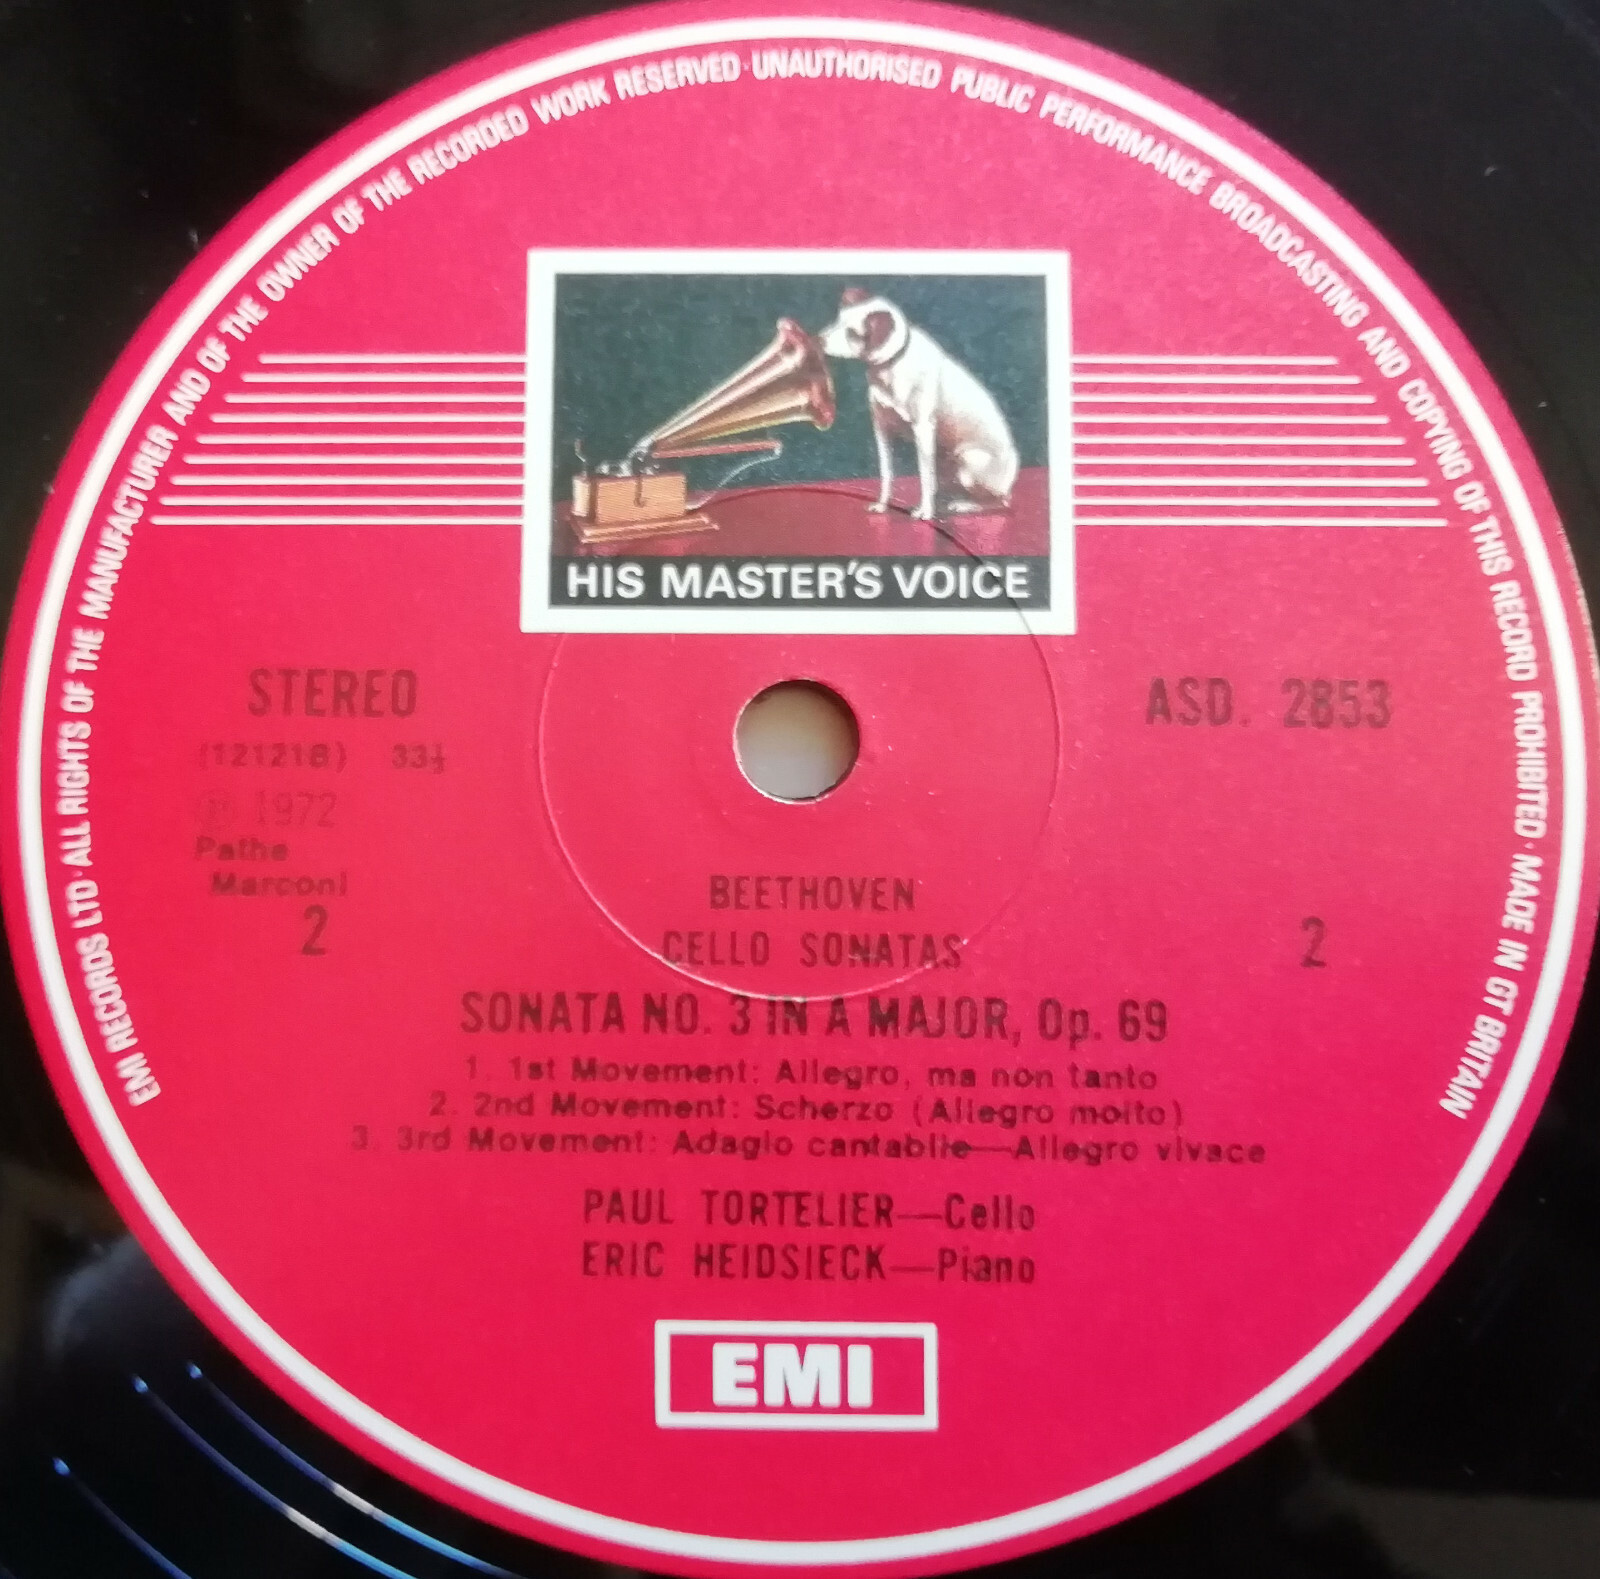 EMI RECORDS LTD · ALL RIGHTS OF THE MANUFACTURER AND OF THE OWNER OF THE RECORDED WORK RESERVED · UNAUTHORISED PUBLIC PERFORMANCE BROADCASTING AND COPYING OF THIS RECORD PROHIBITED · MADE IN GT BRITAIN
HIS MASTER'S VOICE
STEREO
ASD. 2853
(121218) 33⅓
℗ 1972
Pathe
Marconi
2
2
BEETHOVEN
CELLO SONATAS
SONATA NO. 3 IN A MAJOR, Op. 69
1. 1st Movement: Allegro, ma non tanto
2. 2nd Movement: Scherzo (Allegro molto)
3. 3rd Movement: Adagio cantabile—Allegro vivace
PAUL TORTELIER—Cello
ERIC HEIDSIECK—Piano
EMI